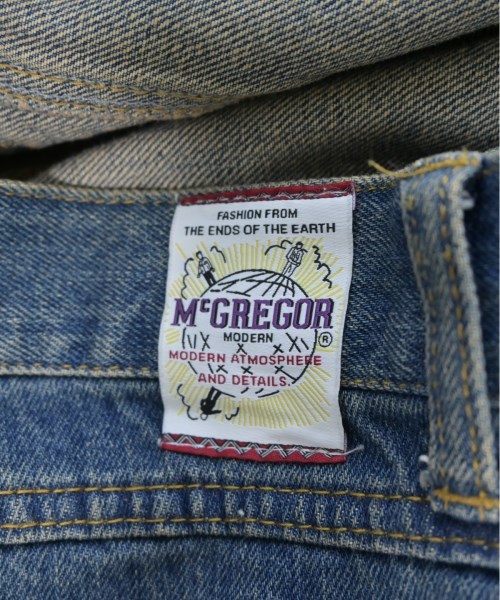 FASHION FROM
THE ENDS OF THE EARTH
McGREGOR
MODERN ®
MODERN ATMOSPHERE
AND DETAILS.